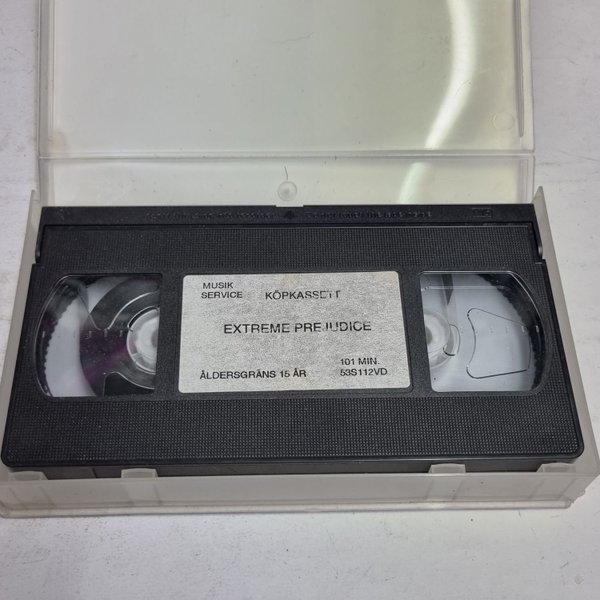 MUSIK
SERVICE KÖPKASSETT
EXTREME PREJUDICE
101 MIN.
ÅLDERSGRÄNS 15 ÅR 53S112VD